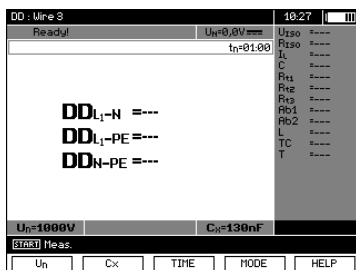 DD : Wire 3 10:27
Ready! UN=0,0V
tn=01:00
UISO =---
RISO =---
IL =---
C =---
Rt1 =---
Rt2 =---
Rt3 =---
Ab1 =---
Ab2 =---
L =---
TC =---
T =---
DDL1-N =---
DDL1-PE=---
DDN-PE=---
Un=1000V CX=130nF
START Meas.
Un CX TIME MODE HELP